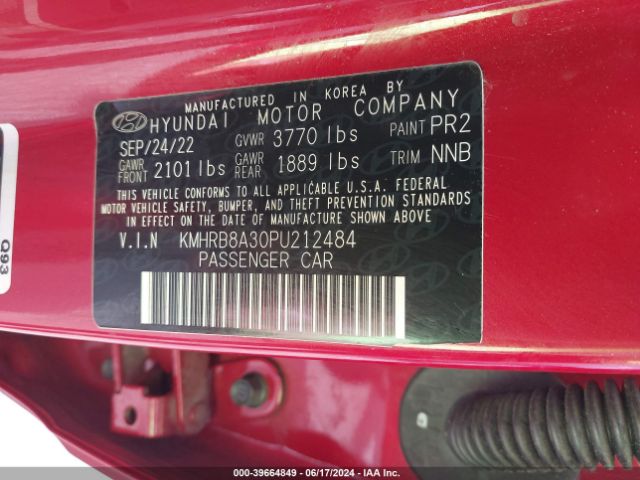 MANUFACTURED IN KOREA BY
HYUNDAI MOTOR COMPANY
SEP/24/22 GVWR 3770 lbs PAINT PR2
GAWR FRONT 2101 lbs GAWR REAR 1889 lbs TRIM NNB
THIS VEHICLE CONFORMS TO ALL APPLICABLE U.S.A. FEDERAL
MOTOR VEHICLE SAFETY, BUMPER, AND THEFT PREVENTION STANDARDS
IN EFFECT ON THE DATE OF MANUFACTURE SHOWN ABOVE
V.I.N KMHRB8A30PU212484
PASSENGER CAR
Q93
000-39664849 - 06/17/2024 - IAA Inc.